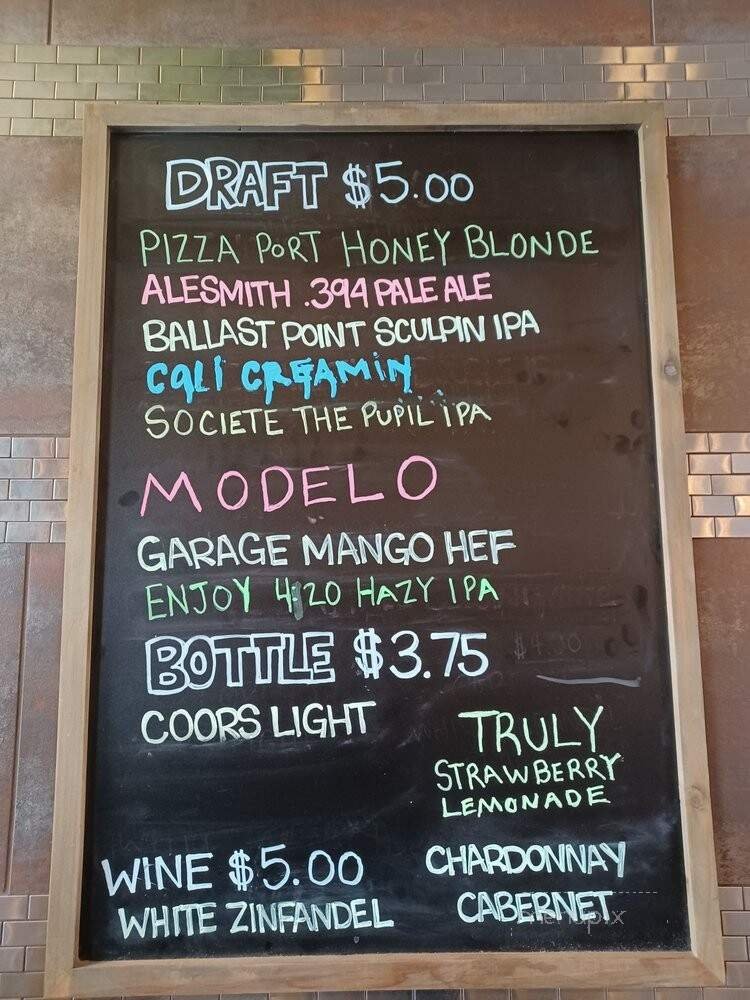 DRAFT $5.00
PIZZA PORT HONEY BLONDE
ALESMITH .394 PALE ALE
BALLAST POINT SCULPIN IPA
CALI CREAMIN
SOCIETE THE PUPIL IPA
MODELO
GARAGE MANGO HEF
ENJOY 4:20 HAZY IPA
BOTTLE $3.75
COORS LIGHT
TRULY
STRAWBERRY
LEMONADE
WINE $5.00
WHITE ZINFANDEL
CHARDONNAY
CABERNET
menupix